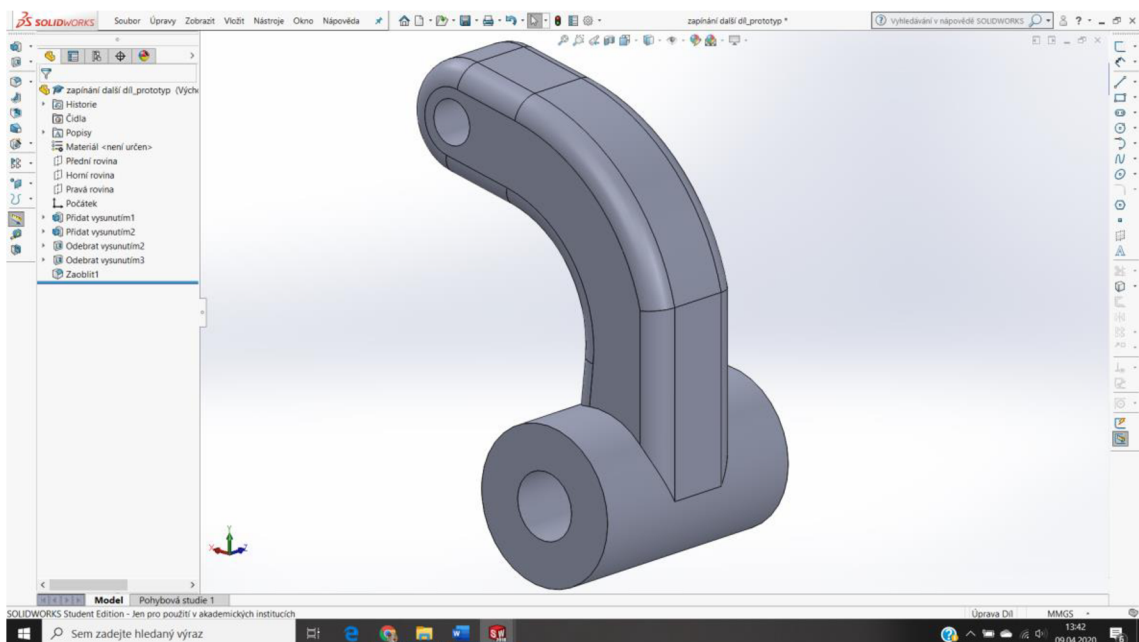 SOLIDWORKS Soubor Úpravy Zobrazit Vložit Nástroje Okno Nápověda zapínání další díl_prototyp * Vyhledávání v nápovědě SOLIDWORKS
zapínání další díl_prototyp (Výcho
Historie
Čidla
Popisy
Materiál <není určen>
Přední rovina
Horní rovina
Pravá rovina
Počátek
Přidat vysunutím1
Přidat vysunutím2
Odebrat vysunutím2
Odebrat vysunutím3
Zaoblit1
Model Pohybová studie 1
SOLIDWORKS Student Edition - Jen pro použití v akademických institucích Úprava Díl MMGS
Sem zadejte hledaný výraz 13:42
09.04.2020